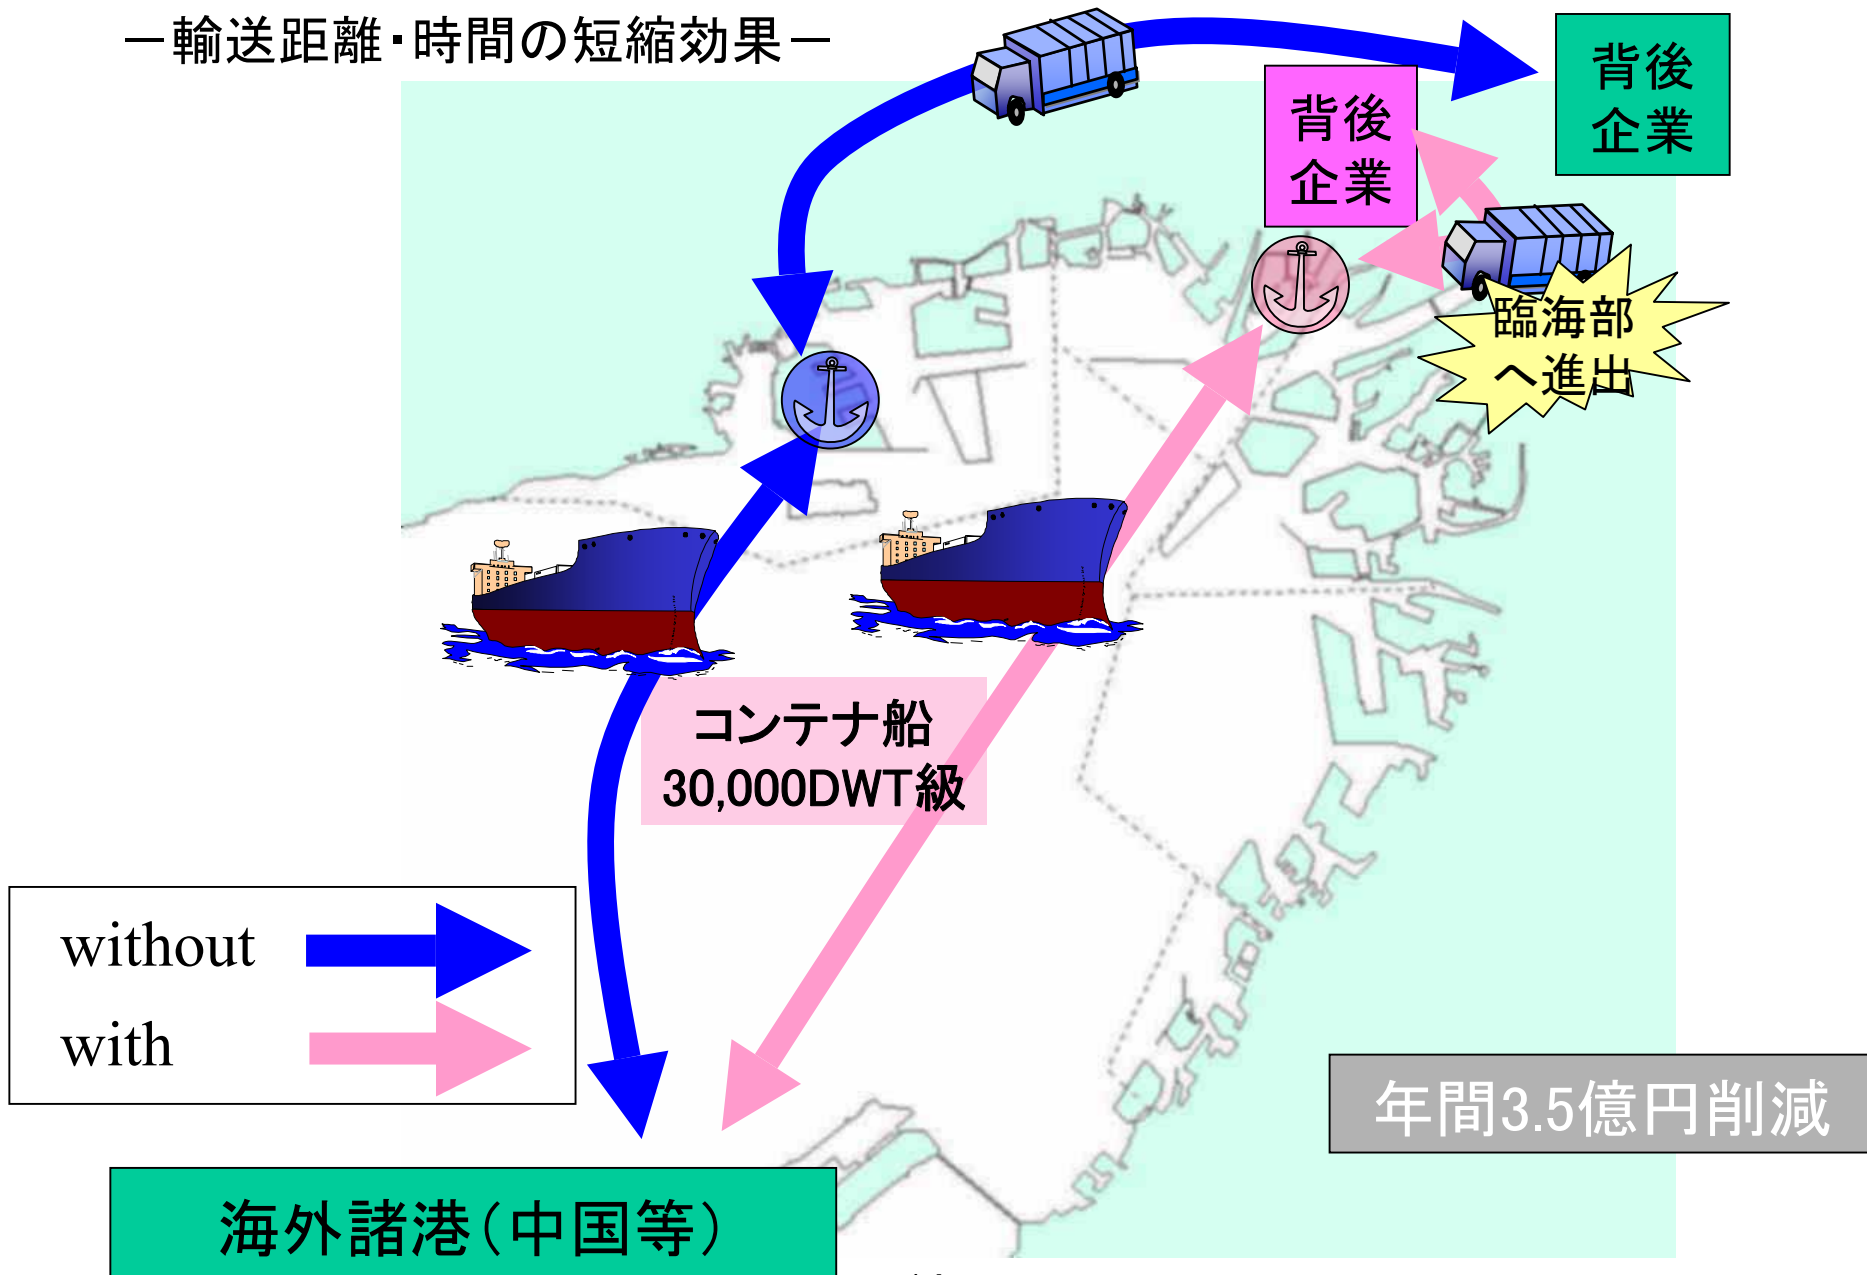 －輸送距離・時間の短縮効果－
背後
企業
背後
企業
臨海部
へ進出
コンテナ船
30,000DWT級
without
with
年間3.5億円削減
海外諸港（中国等）